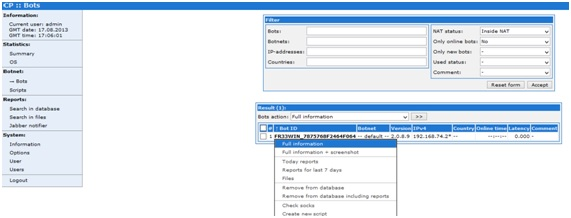 CP :: Bots
Information:
Current user: admin
GMT date: 17.08.2013
GMT time: 17:06:01
Statistics:
Summary
OS
Botnet:
→ Bots
Scripts
Reports:
Search in database
Search in files
Jabber notifier
System:
Information
Options
User
Users
Logout
Filter
Bots:
Botnets:
IP-addresses:
Countries:
NAT status: Inside NAT
Only online bots: No
Only new bots: -
Used status: -
Comment: -
Reset form Accept
Result (1):
Bots action: Full information >>
# ↑ Bot ID Botnet Version IPv4 Country Online time Latency Comment
1 FR33WIN_7875768F2464F064 -- default -- 2.0.8.9 192.168.74.2* -- --:--:-- 0.000 -
Full information
Full information + screenshot
Today reports
Reports for last 7 days
Files
Remove from database
Remove from database including reports
Check socks
Create new script